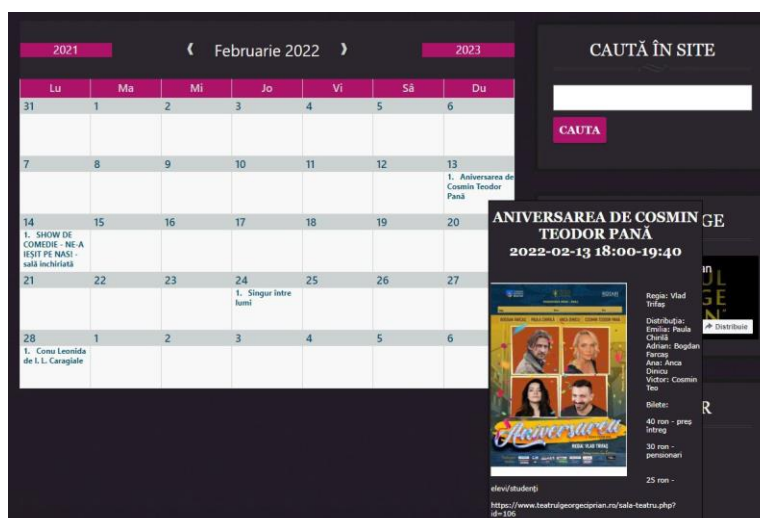 2021
Februarie 2022
2023
Lu Ma Mi Jo Vi Sâ Du
31 1 2 3 4 5 6
7 8 9 10 11 12 13
1. Aniversarea de
Cosmin Teodor
Pană
14 15 16 17 18 19 20
1. SHOW DE
COMEDIE - NE-A
IEȘIT PE NAS! -
sală închiriată
21 22 23 24 25 26 27
1. Singur între
lumi
28 1 2 3 4 5 6
1. Conu Leonida
de I. L. Caragiale
CAUTĂ ÎN SITE
CAUTA
GE
Distribuie
R
ANIVERSAREA DE COSMIN
TEODOR PANĂ
2022-02-13 18:00-19:40
Aniversarea
REGIA: VLAD TRIFAȘ
Regia: Vlad
Trifaș
Distribuția:
Emilia: Paula
Chirilă
Adrian: Bogdan
Farcaș
Ana: Anca
Dinicu
Victor: Cosmin
Teo
Bilete:
40 ron - preș
întreg
30 ron -
pensionari
25 ron -
elevi/studenți
https://www.teatrulgeorgeciprian.ro/sala-teatru.php?
id=106